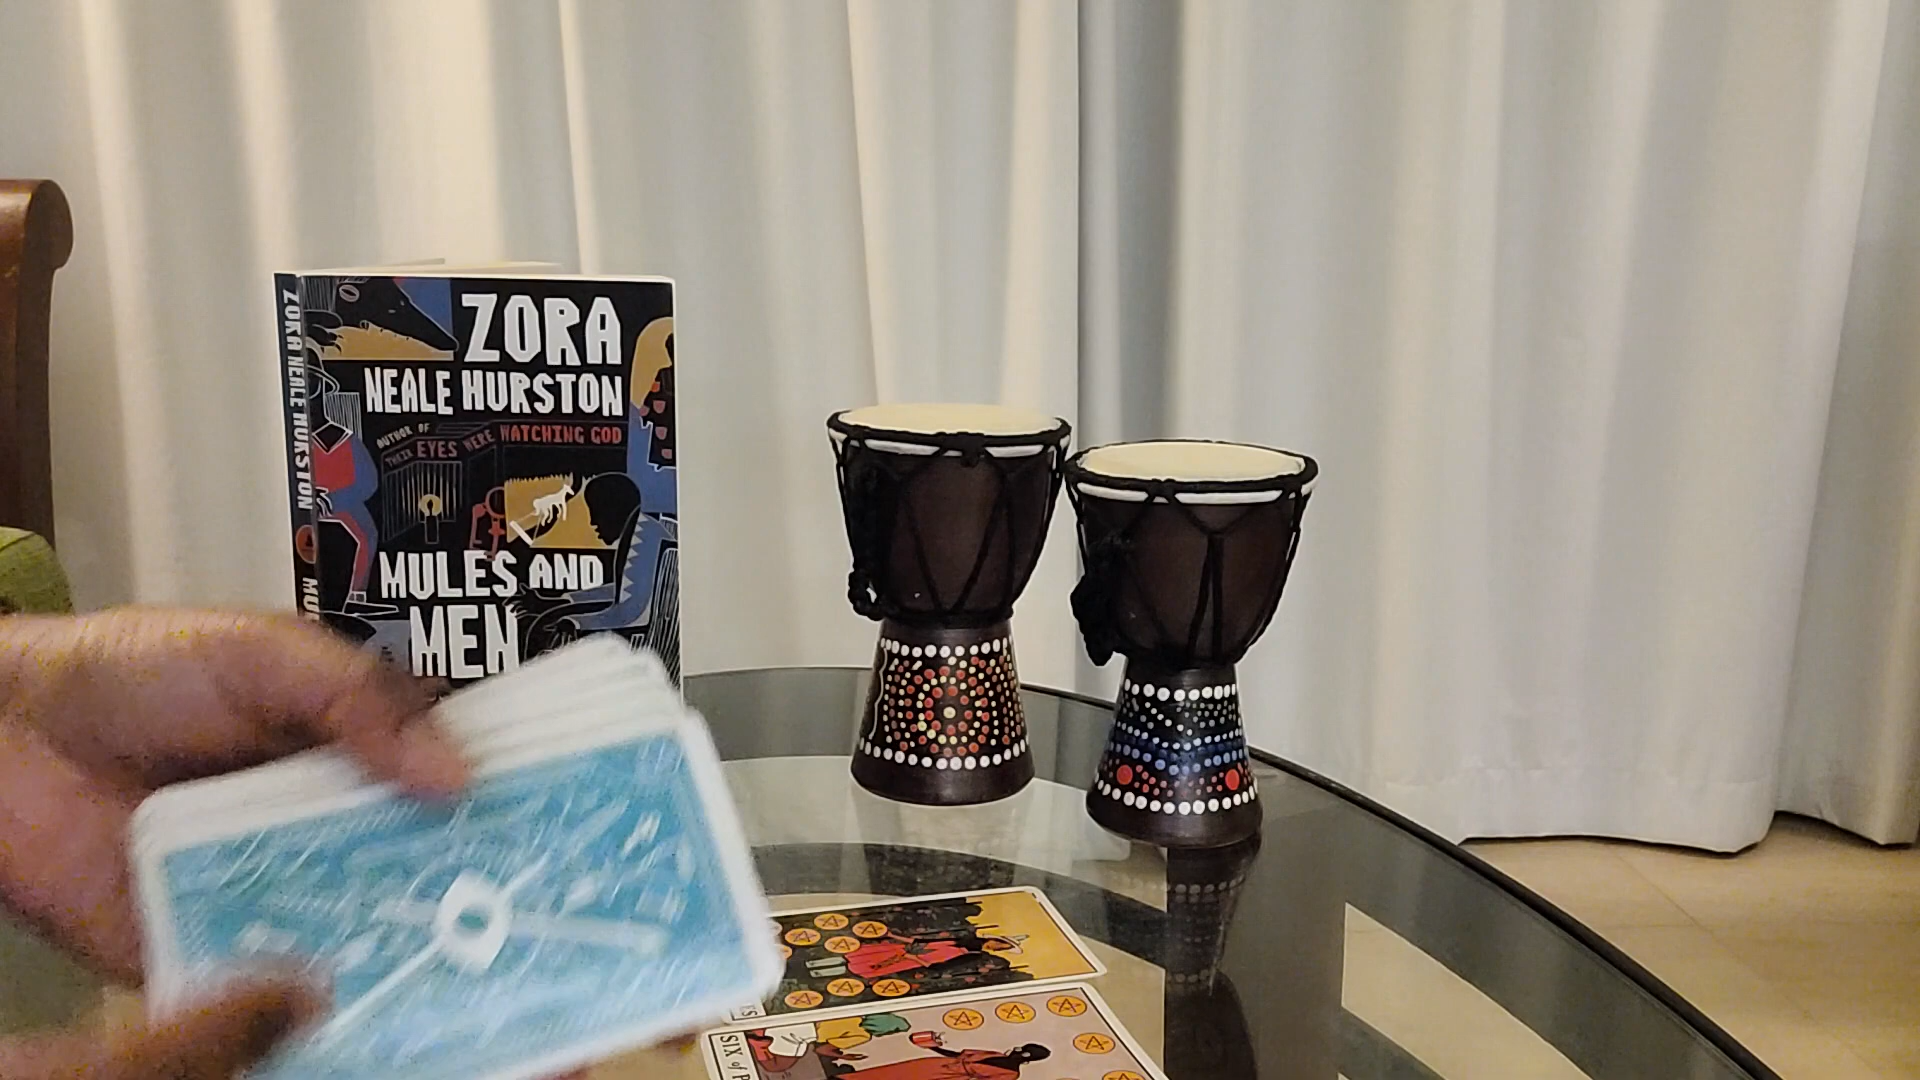 ZORA
NEALE HURSTON
AUTHOR OF
THEIR EYES WERE WATCHING GOD
MULES AND
MEN
ZORA NEALE HURSTON
SIX of